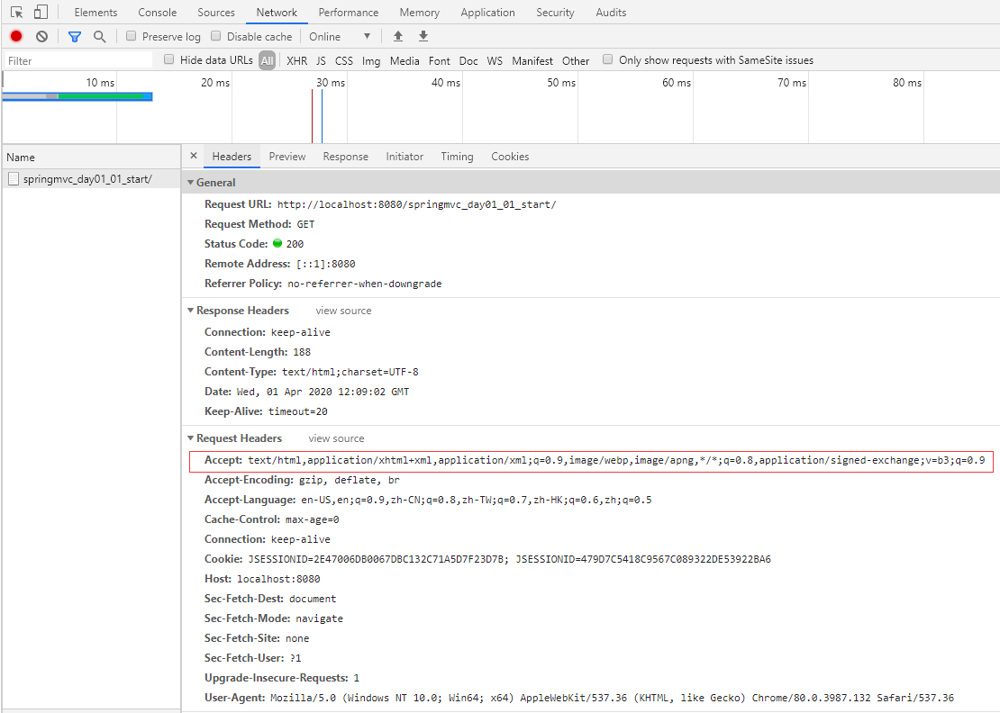 Elements Console Sources Network Performance Memory Application Security Audits
Preserve log Disable cache Online ▼
Filter Hide data URLs All XHR JS CSS Img Media Font Doc WS Manifest Other Only show requests with SameSite issues
10 ms 20 ms 30 ms 40 ms 50 ms 60 ms 70 ms 80 ms
Name
springmvc_day01_01_start/
× Headers Preview Response Initiator Timing Cookies
▼ General
Request URL: http://localhost:8080/springmvc_day01_01_start/
Request Method: GET
Status Code: 200
Remote Address: [::1]:8080
Referrer Policy: no-referrer-when-downgrade
▼ Response Headers view source
Connection: keep-alive
Content-Length: 188
Content-Type: text/html;charset=UTF-8
Date: Wed, 01 Apr 2020 12:09:02 GMT
Keep-Alive: timeout=20
▼ Request Headers view source
Accept: text/html,application/xhtml+xml,application/xml;q=0.9,image/webp,image/apng,*/*;q=0.8,application/signed-exchange;v=b3;q=0.9
Accept-Encoding: gzip, deflate, br
Accept-Language: en-US,en;q=0.9,zh-CN;q=0.8,zh-TW;q=0.7,zh-HK;q=0.6,zh;q=0.5
Cache-Control: max-age=0
Connection: keep-alive
Cookie: JSESSIONID=2E47006DB0067DBC132C71A5D7F23D7B; JSESSIONID=479D7C5418C9567C089322DE53922BA6
Host: localhost:8080
Sec-Fetch-Dest: document
Sec-Fetch-Mode: navigate
Sec-Fetch-Site: none
Sec-Fetch-User: ?1
Upgrade-Insecure-Requests: 1
User-Agent: Mozilla/5.0 (Windows NT 10.0; Win64; x64) AppleWebKit/537.36 (KHTML, like Gecko) Chrome/80.0.3987.132 Safari/537.36